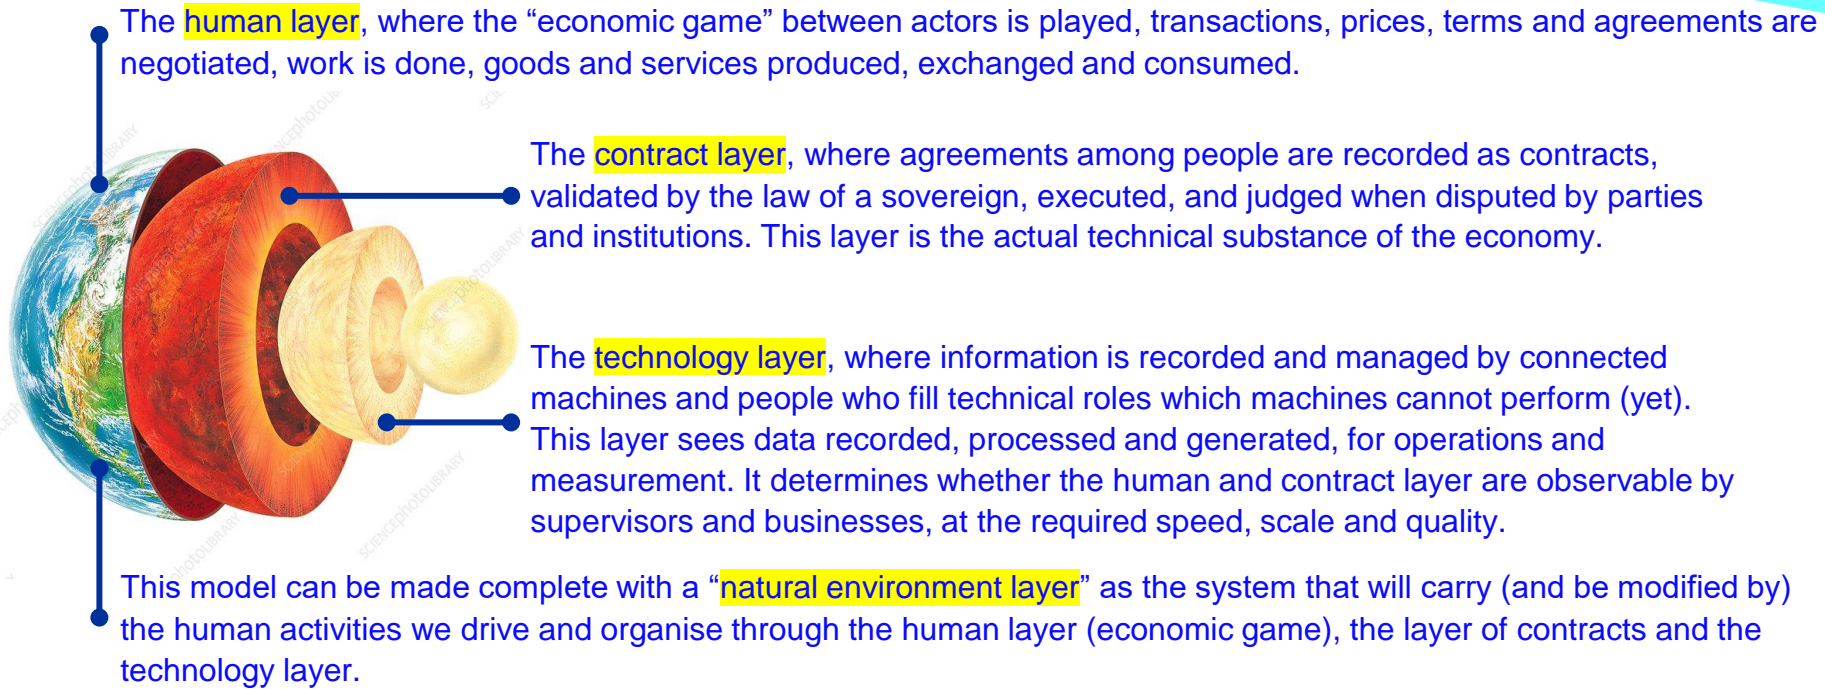 The human layer, where the “economic game” between actors is played, transactions, prices, terms and agreements are
negotiated, work is done, goods and services produced, exchanged and consumed.
The contract layer, where agreements among people are recorded as contracts,
validated by the law of a sovereign, executed, and judged when disputed by parties
and institutions. This layer is the actual technical substance of the economy.
The technology layer, where information is recorded and managed by connected
machines and people who fill technical roles which machines cannot perform (yet).
This layer sees data recorded, processed and generated, for operations and
measurement. It determines whether the human and contract layer are observable by
supervisors and businesses, at the required speed, scale and quality.
This model can be made complete with a “natural environment layer” as the system that will carry (and be modified by)
the human activities we drive and organise through the human layer (economic game), the layer of contracts and the
technology layer.
SCIENCEphotoLIBRARY